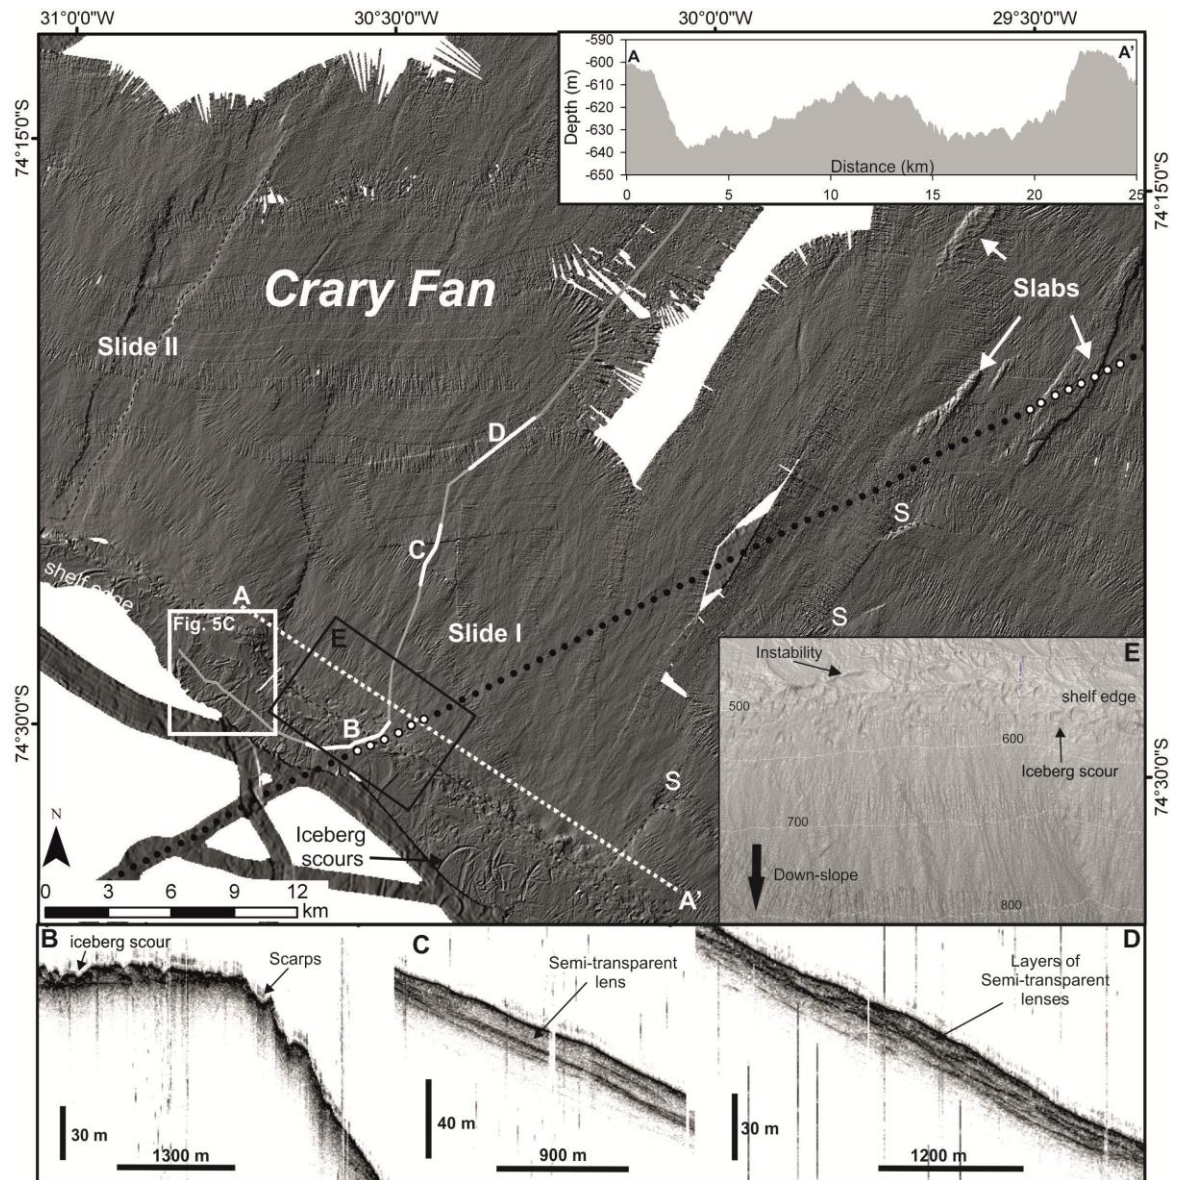 31°0'0"W 30°30'0"W 30°0'0"W 29°30'0"W
74°15'0"S
74°30'0"S
74°15'0"S
74°30'0"S
A A'
-590
-600
-610
-620
-630
-640
-650
Depth (m)
Distance (km)
0 5 10 15 20 25
Crary Fan
Slide II
Slabs
D
C
S
S
S
shelf edge
A
Fig. 5C
E
Slide I
B
A'
Iceberg
scours
N
0 3 6 9 12
km
E
Instability
shelf edge
500
600
Iceberg scour
700
Down-slope
800
B
iceberg scour
Scarps
30 m
1300 m
C
Semi-transparent
lens
40 m
900 m
D
Layers of
Semi-transparent
lenses
30 m
1200 m